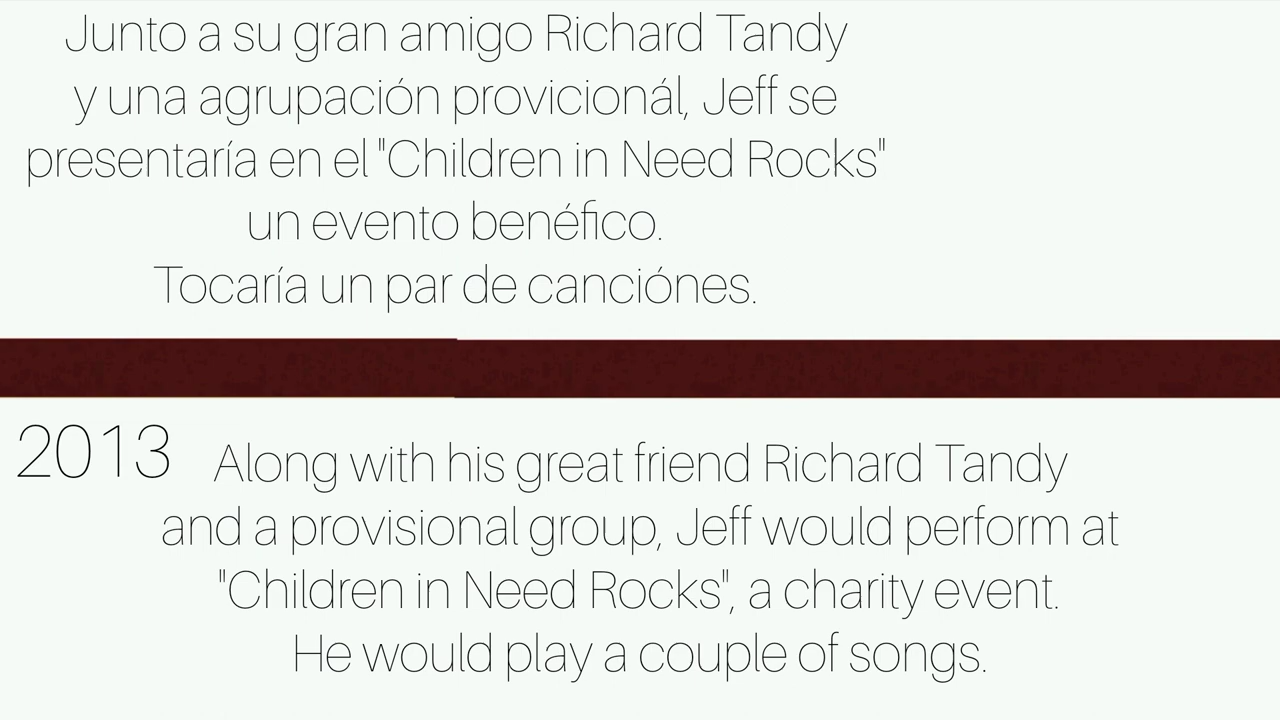 Junto a su gran amigo Richard Tandy
y una agrupación provicionál, Jeff se
presentaría en el "Children in Need Rocks"
un evento benéfico.
Tocaría un par de canciónes.
2013
Along with his great friend Richard Tandy
and a provisional group, Jeff would perform at
"Children in Need Rocks", a charity event.
He would play a couple of songs.